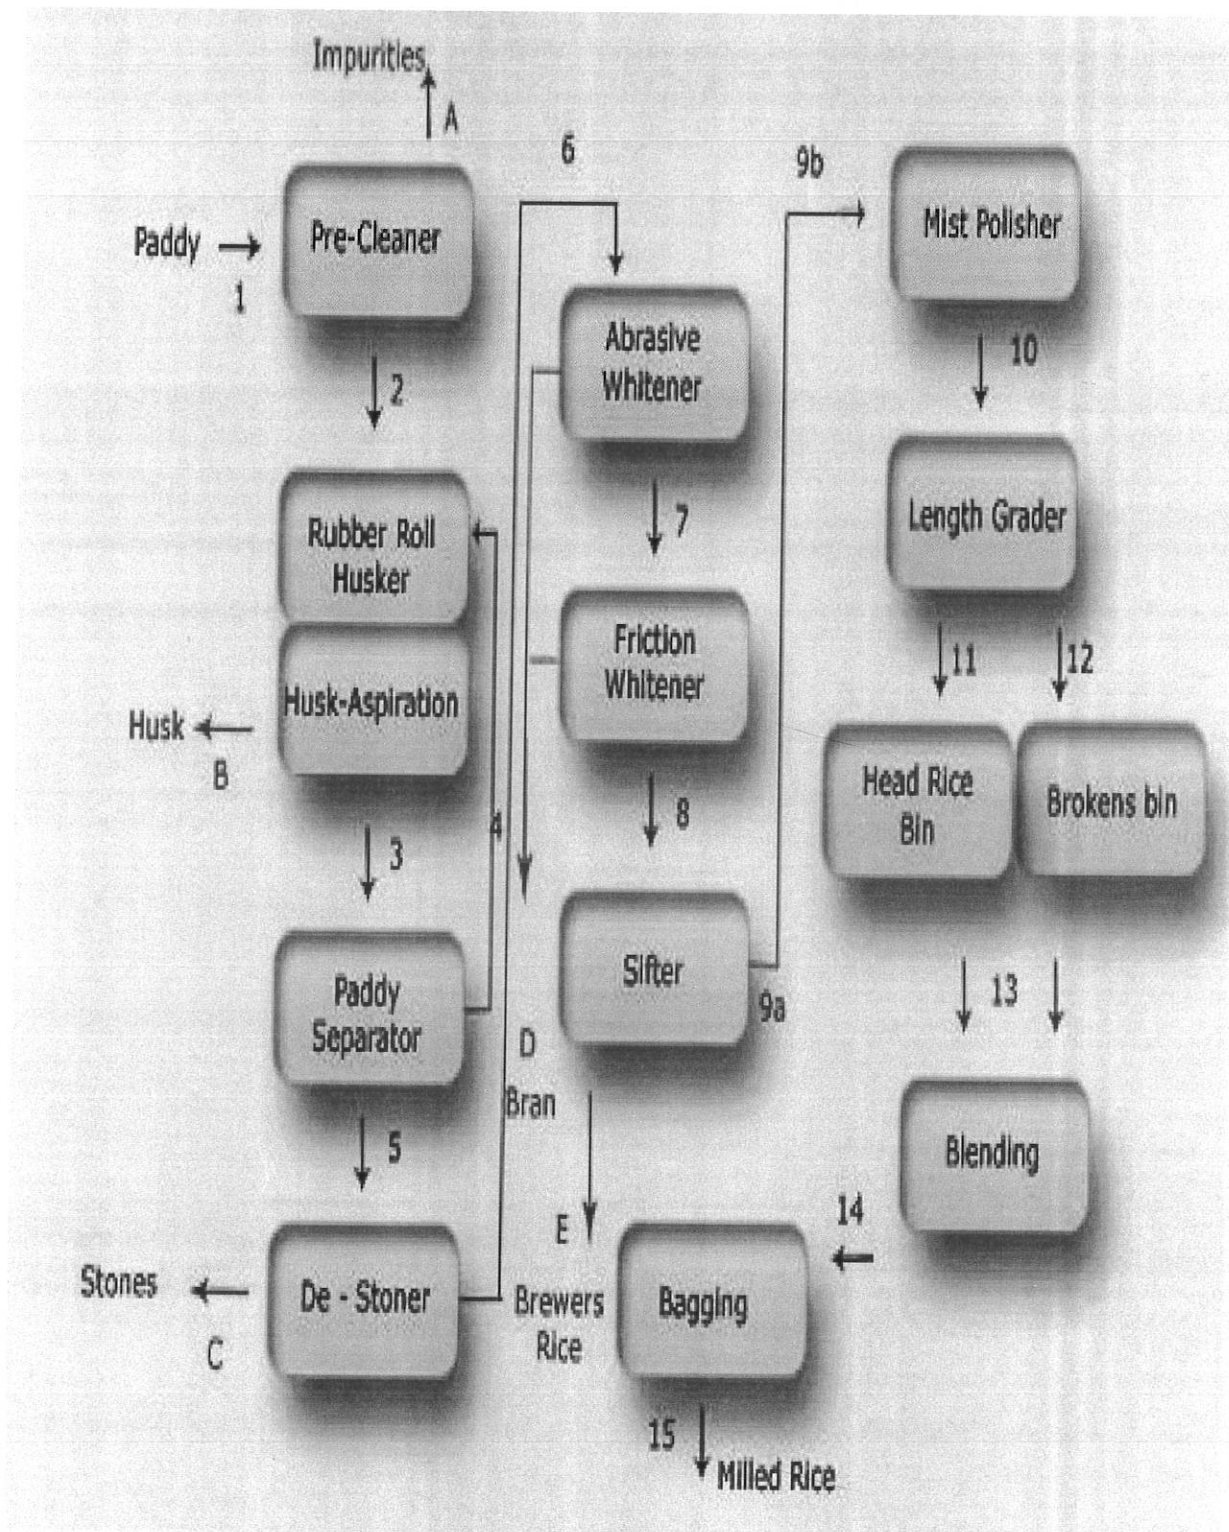 Impurities
A
Paddy
1
Pre-Cleaner
2
Rubber Roll
Husker
Husk-Aspiration
Husk
B
3
4
Paddy
Separator
5
De - Stoner
Stones
C
6
Abrasive
Whitener
7
Friction
Whitener
8
Sifter
9a
D
Bran
E
Brewers
Rice
9b
Mist Polisher
10
Length Grader
11
12
Head Rice
Bin
Brokens bin
13
Blending
14
Bagging
15
Milled Rice